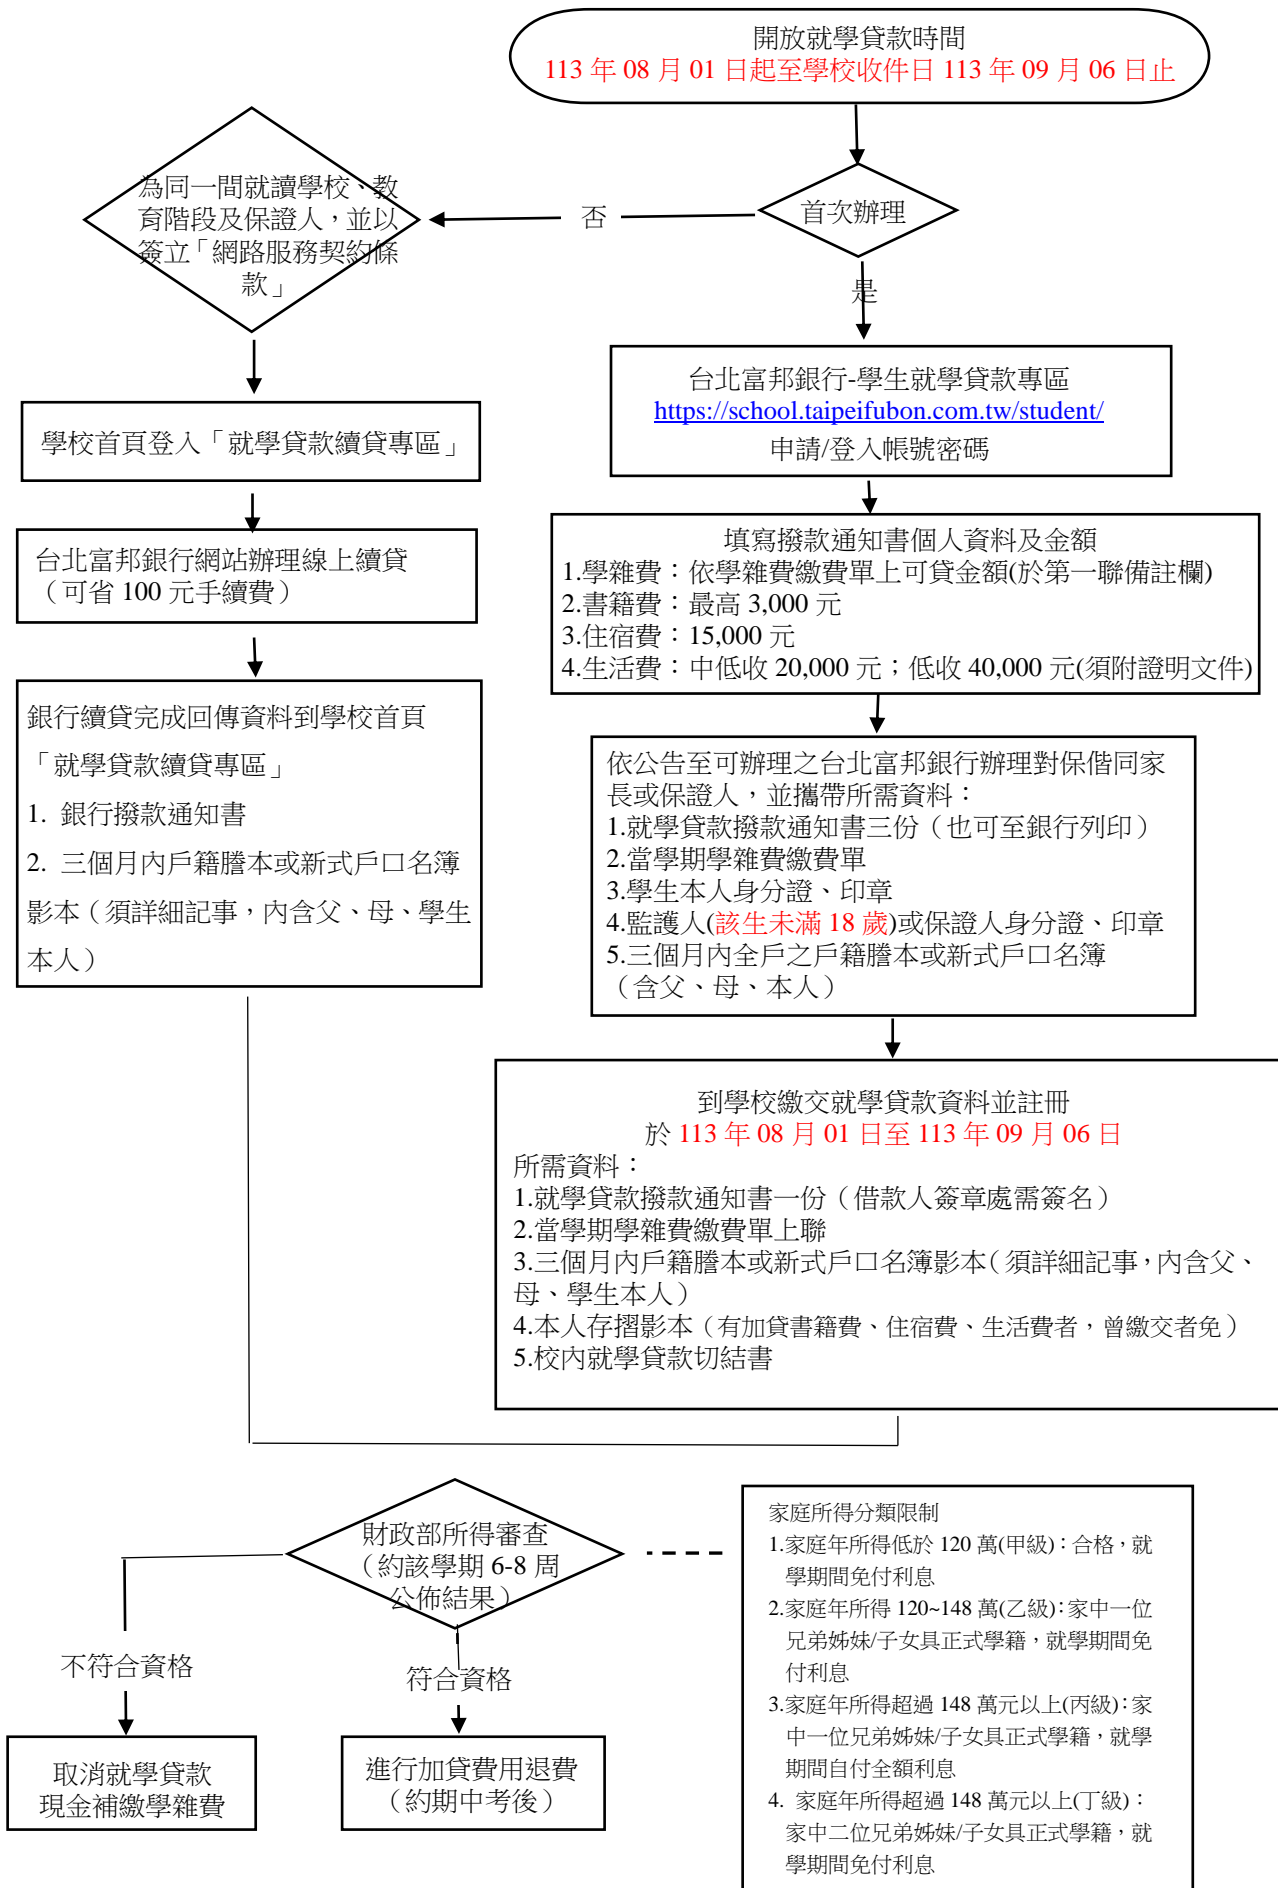 開放就學貸款時間
113 年 08 月 01 日起至學校收件日 113 年 09 月 06 日止
首次辦理
否
是
為同一間就讀學校、教
育階段及保證人，並以
簽立「網路服務契約條
款」
學校首頁登入「就學貸款續貸專區」
台北富邦銀行網站辦理線上續貸
（可省 100 元手續費）
銀行續貸完成回傳資料到學校首頁
「就學貸款續貸專區」
1. 銀行撥款通知書
2. 三個月內戶籍謄本或新式戶口名簿
影本（須詳細記事，內含父、母、學生
本人）
台北富邦銀行-學生就學貸款專區
https://school.taipeifubon.com.tw/student/
申請/登入帳號密碼
填寫撥款通知書個人資料及金額
1.學雜費：依學雜費繳費單上可貸金額(於第一聯備註欄)
2.書籍費：最高 3,000 元
3.住宿費：15,000 元
4.生活費：中低收 20,000 元；低收 40,000 元(須附證明文件)
依公告至可辦理之台北富邦銀行辦理對保偕同家
長或保證人，並攜帶所需資料：
1.就學貸款撥款通知書三份（也可至銀行列印）
2.當學期學雜費繳費單
3.學生本人身分證、印章
4.監護人(該生未滿 18 歲)或保證人身分證、印章
5.三個月內全戶之戶籍謄本或新式戶口名簿
（含父、母、本人）
到學校繳交就學貸款資料並註冊
於 113 年 08 月 01 日至 113 年 09 月 06 日
所需資料：
1.就學貸款撥款通知書一份（借款人簽章處需簽名）
2.當學期學雜費繳費單上聯
3.三個月內戶籍謄本或新式戶口名簿影本（須詳細記事，內含父、
母、學生本人）
4.本人存摺影本（有加貸書籍費、住宿費、生活費者，曾繳交者免）
5.校內就學貸款切結書
財政部所得審查
（約該學期 6-8 周
公佈結果）
不符合資格
符合資格
取消就學貸款
現金補繳學雜費
進行加貸費用退費
（約期中考後）
家庭所得分類限制
1.家庭年所得低於 120 萬(甲級)：合格，就
學期間免付利息
2.家庭年所得 120~148 萬(乙級)：家中一位
兄弟姊妹/子女具正式學籍，就學期間免
付利息
3.家庭年所得超過 148 萬元以上(丙級)：家
中一位兄弟姊妹/子女具正式學籍，就學
期間自付全額利息
4. 家庭年所得超過 148 萬元以上(丁級)：
家中二位兄弟姊妹/子女具正式學籍，就
學期間免付利息